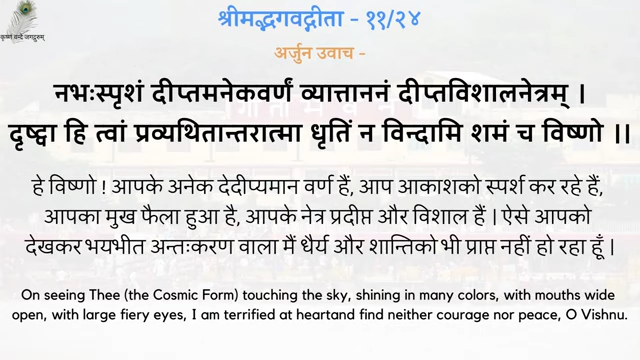 श्रीमद्भगवद्गीता - ११/२४
कृष्णं वन्दे जगद्गुरुम्
अर्जुन उवाच -
नभःस्पृशं दीप्तमनेकवर्णं व्यात्ताननं दीप्तविशालनेत्रम् ।
दृष्ट्वा हि त्वां प्रव्यथितान्तरात्मा धृतिं न विन्दामि शमं च विष्णो ।।
हे विष्णो ! आपके अनेक देदीप्यमान वर्ण हैं, आप आकाशको स्पर्श कर रहे हैं,
आपका मुख फैला हुआ है, आपके नेत्र प्रदीप्त और विशाल हैं । ऐसे आपको
देखकर भयभीत अन्तःकरण वाला मैं धैर्य और शान्तिको भी प्राप्त नहीं हो रहा हूँ |
On seeing Thee (the Cosmic Form) touching the sky, shining in many colors, with mouths wide
open, with large fiery eyes, I am terrified at heartand find neither courage nor peace, O Vishnu.